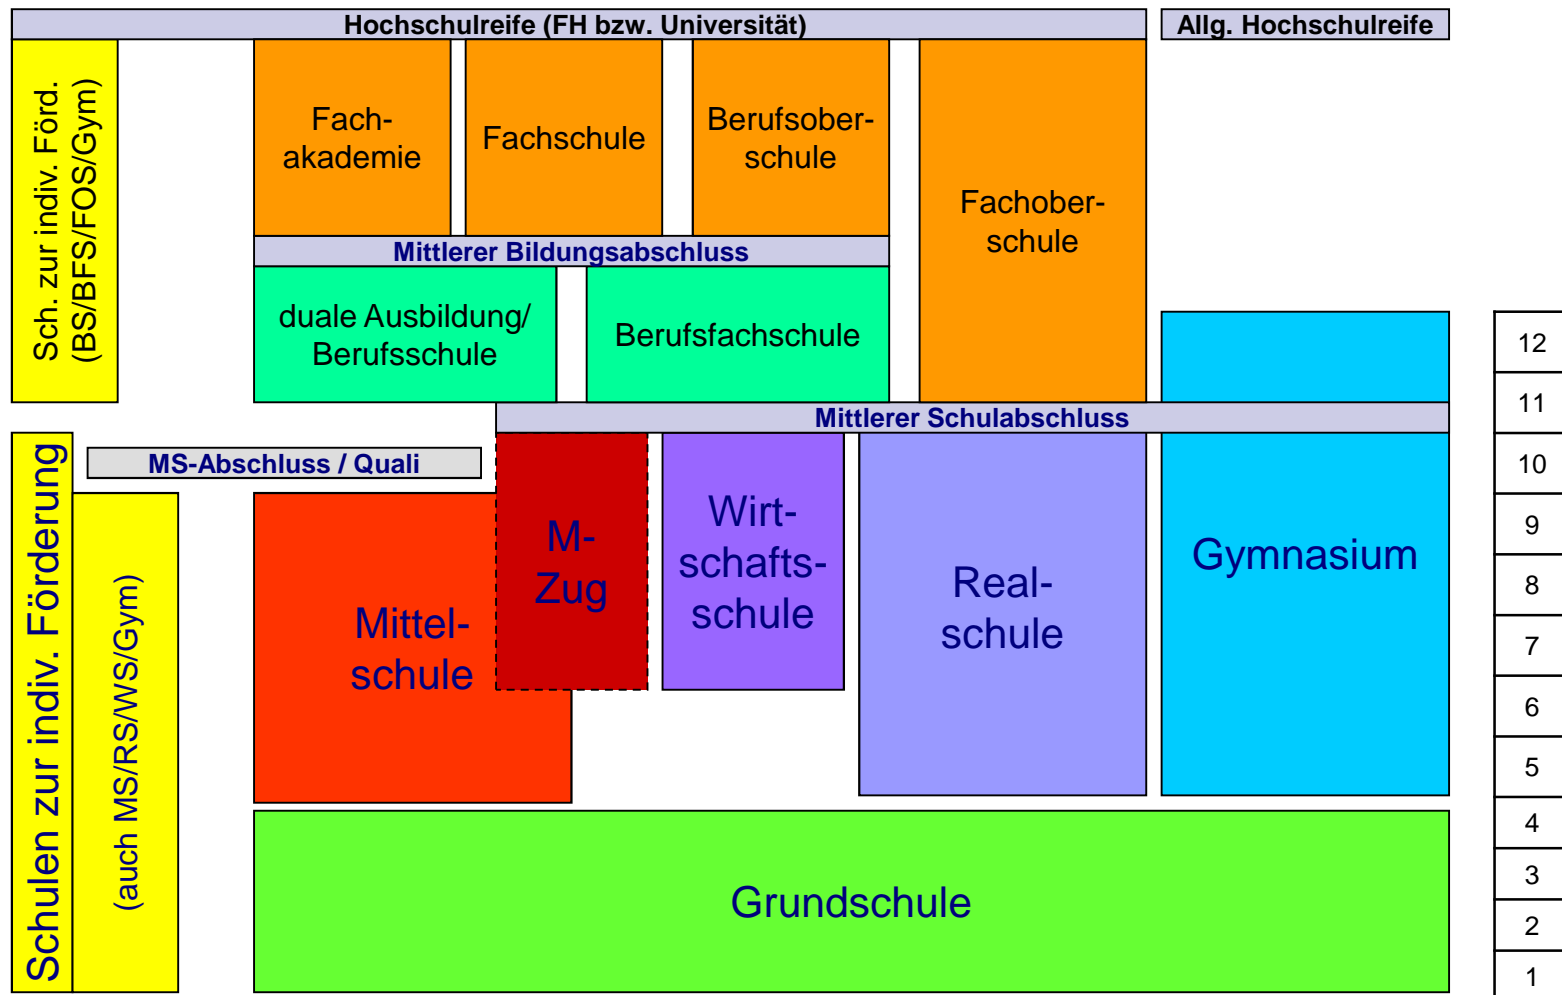 Hochschulreife (FH bzw. Universität)
Allg. Hochschulreife
Sch. zur indiv. Förd.
(BS/BFS/FOS/Gym)
Fach-
akademie
Fachschule
Berufsober-
schule
Fachober-
schule
Mittlerer Bildungsabschluss
duale Ausbildung/
Berufsschule
Berufsfachschule
12
11
Mittlerer Schulabschluss
Schulen zur indiv. Förderung
(auch MS/RS/WS/Gym)
MS-Abschluss / Quali
10
Mittel-
schule
M-
Zug
Wirt-
schafts-
schule
Real-
schule
Gymnasium
9
8
7
6
5
Grundschule
4
3
2
1